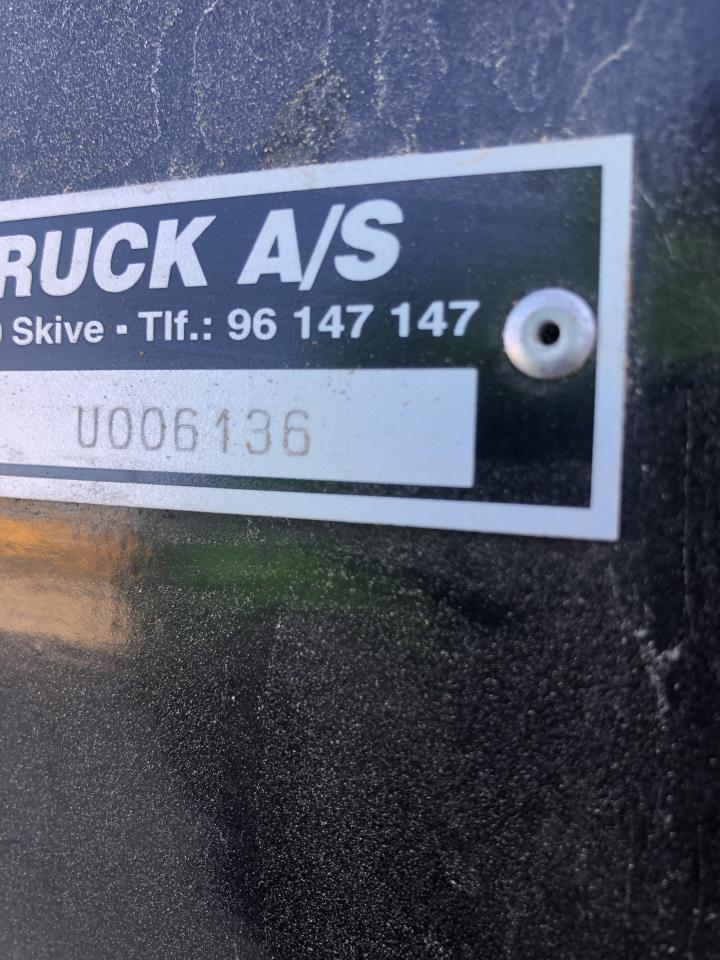 RUCK A/S
Skive ▪ Tlf.: 96 147 147
U006136